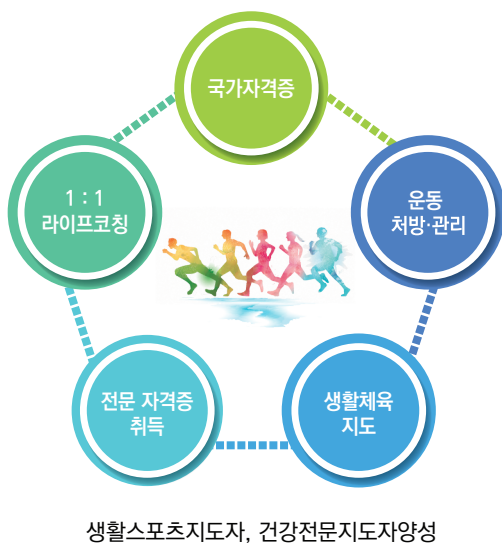 국가자격증
1 : 1
라이프코칭
운동
처방·관리
전문 자격증
취득
생활체육
지도
생활스포츠지도자, 건강전문지도자양성